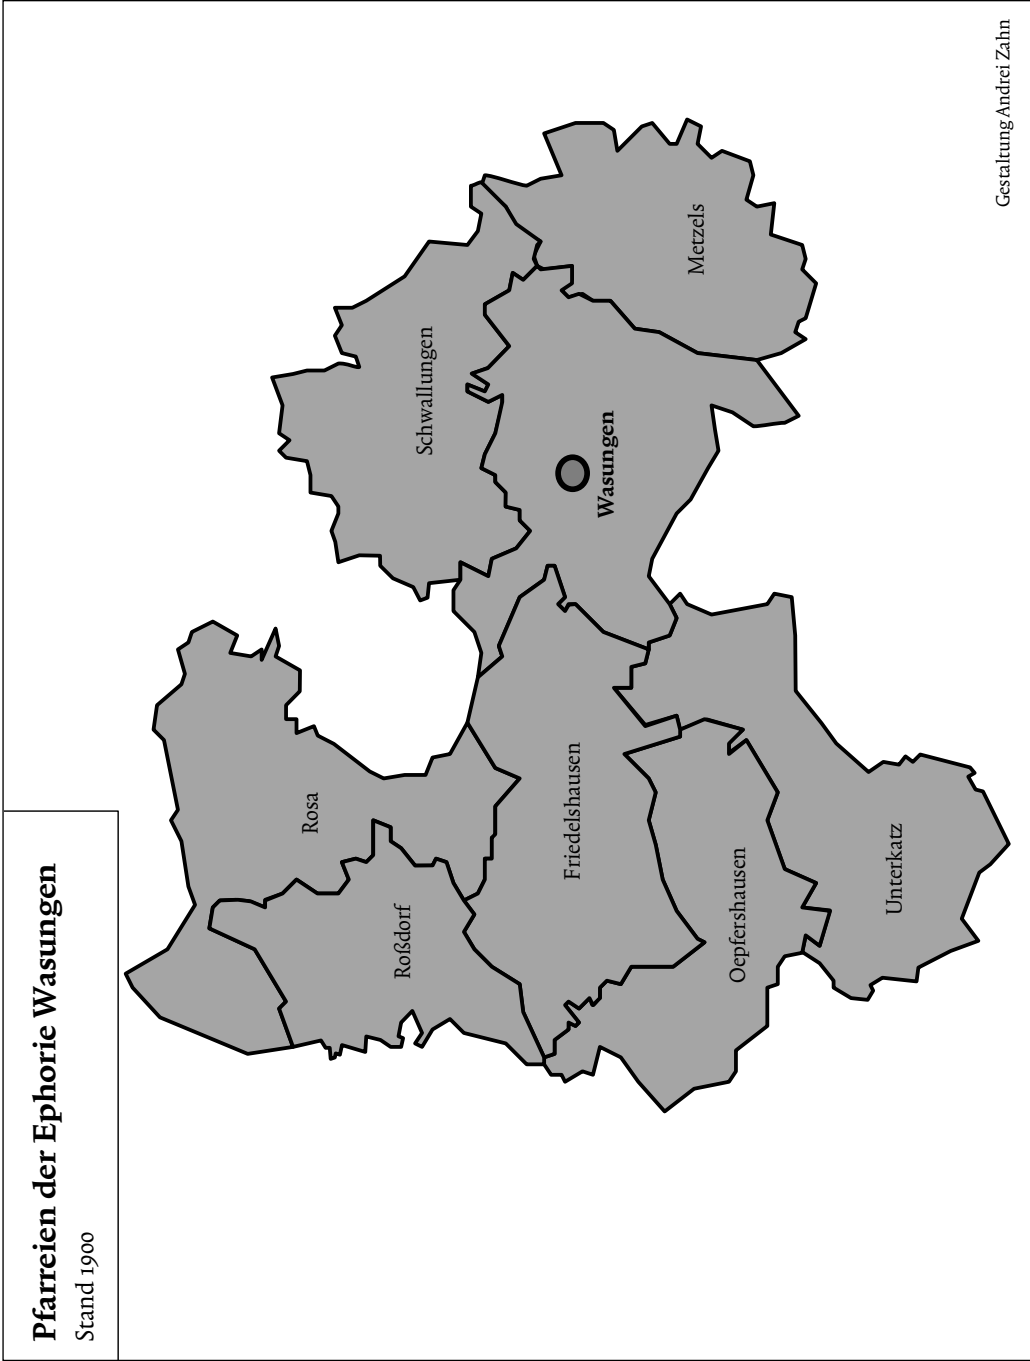 Pfarreien der Ephorie Wasungen
Stand 1900
Rosa
Roßdorf
Schwallungen
Friedelshausen
Wasungen
Metzels
Oepfershausen
Unterkatz
Gestaltung Andrei Zahn